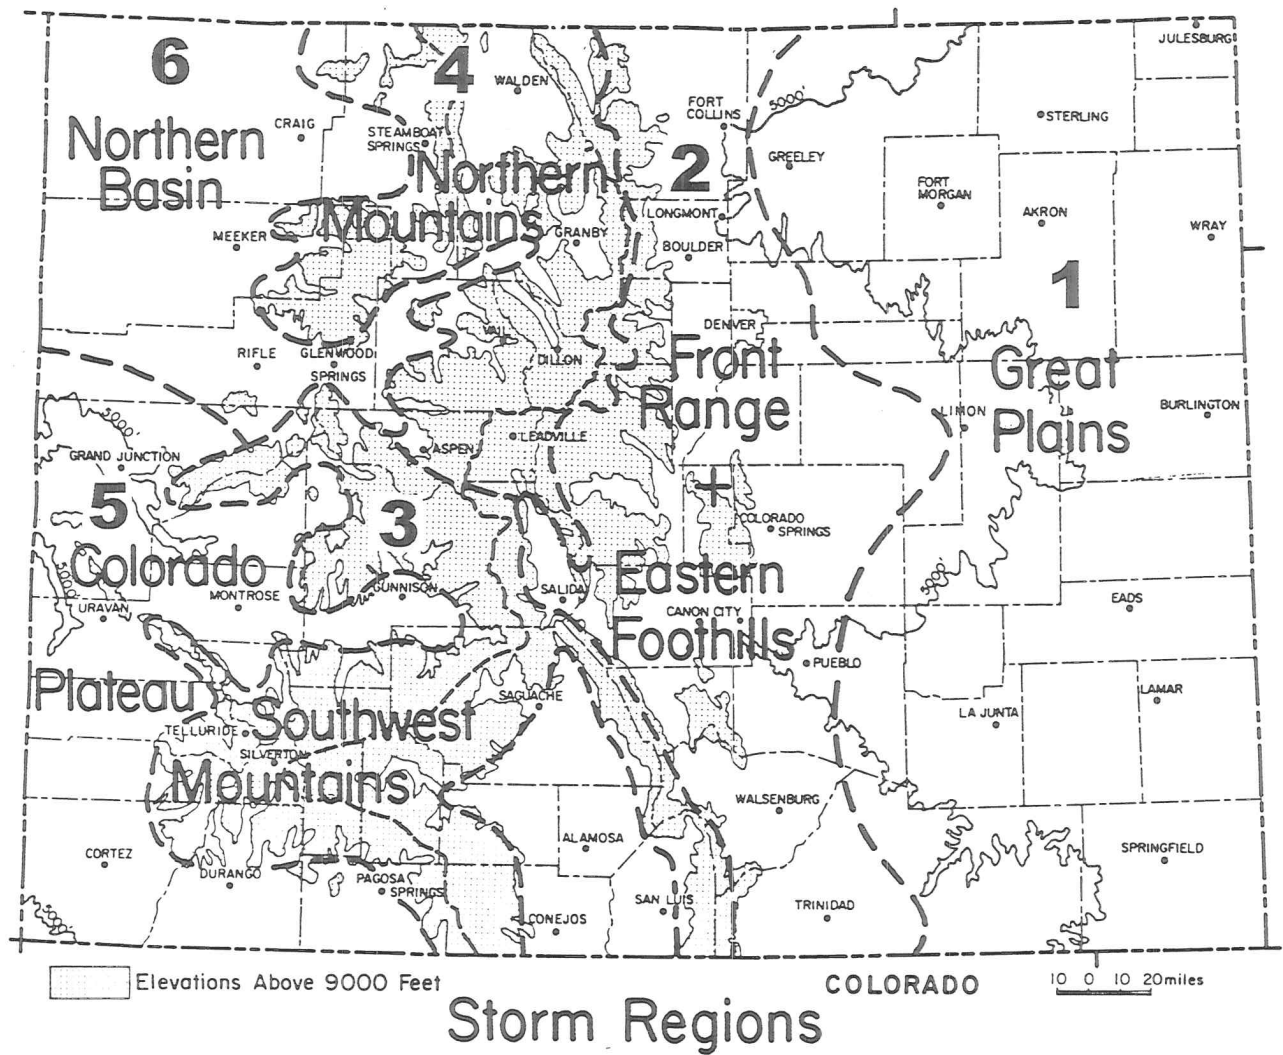 JULESBURG
6
4
WALDEN
FORT
COLLINS
5000'
STERLING
CRAIG
STEAMBOAT
SPRINGS
Northern
Basin
Northern
Mountains
2
GREELEY
FORT
MORGAN
AKRON
WRAY
LONGMONT
BOULDER
MEEKER
GRANBY
1
DENVER
VAIL
DILLON
RIFLE
GLENWOOD
SPRINGS
Front
Range
Great
Plains
LIMON
BURLINGTON
5000'
GRAND JUNCTION
ASPEN
LEADVILLE
5
3
COLORADO
SPRINGS
5000'
Colorado
MONTROSE
GUNNISON
SALIDA
Eastern
Foothills
CANON CITY
5000'
EADS
URAVAN
PUEBLO
Plateau
Southwest
Mountains
SAGUACHE
LAMAR
LA JUNTA
TELLURIDE
SILVERTON
WALSENBURG
ALAMOSA
CORTEZ
DURANGO
PAGOSA
SPRINGS
SPRINGFIELD
SAN LUIS
TRINIDAD
CONEJOS
5000'
Elevations Above 9000 Feet
COLORADO
10 0 10 20 miles
Storm Regions